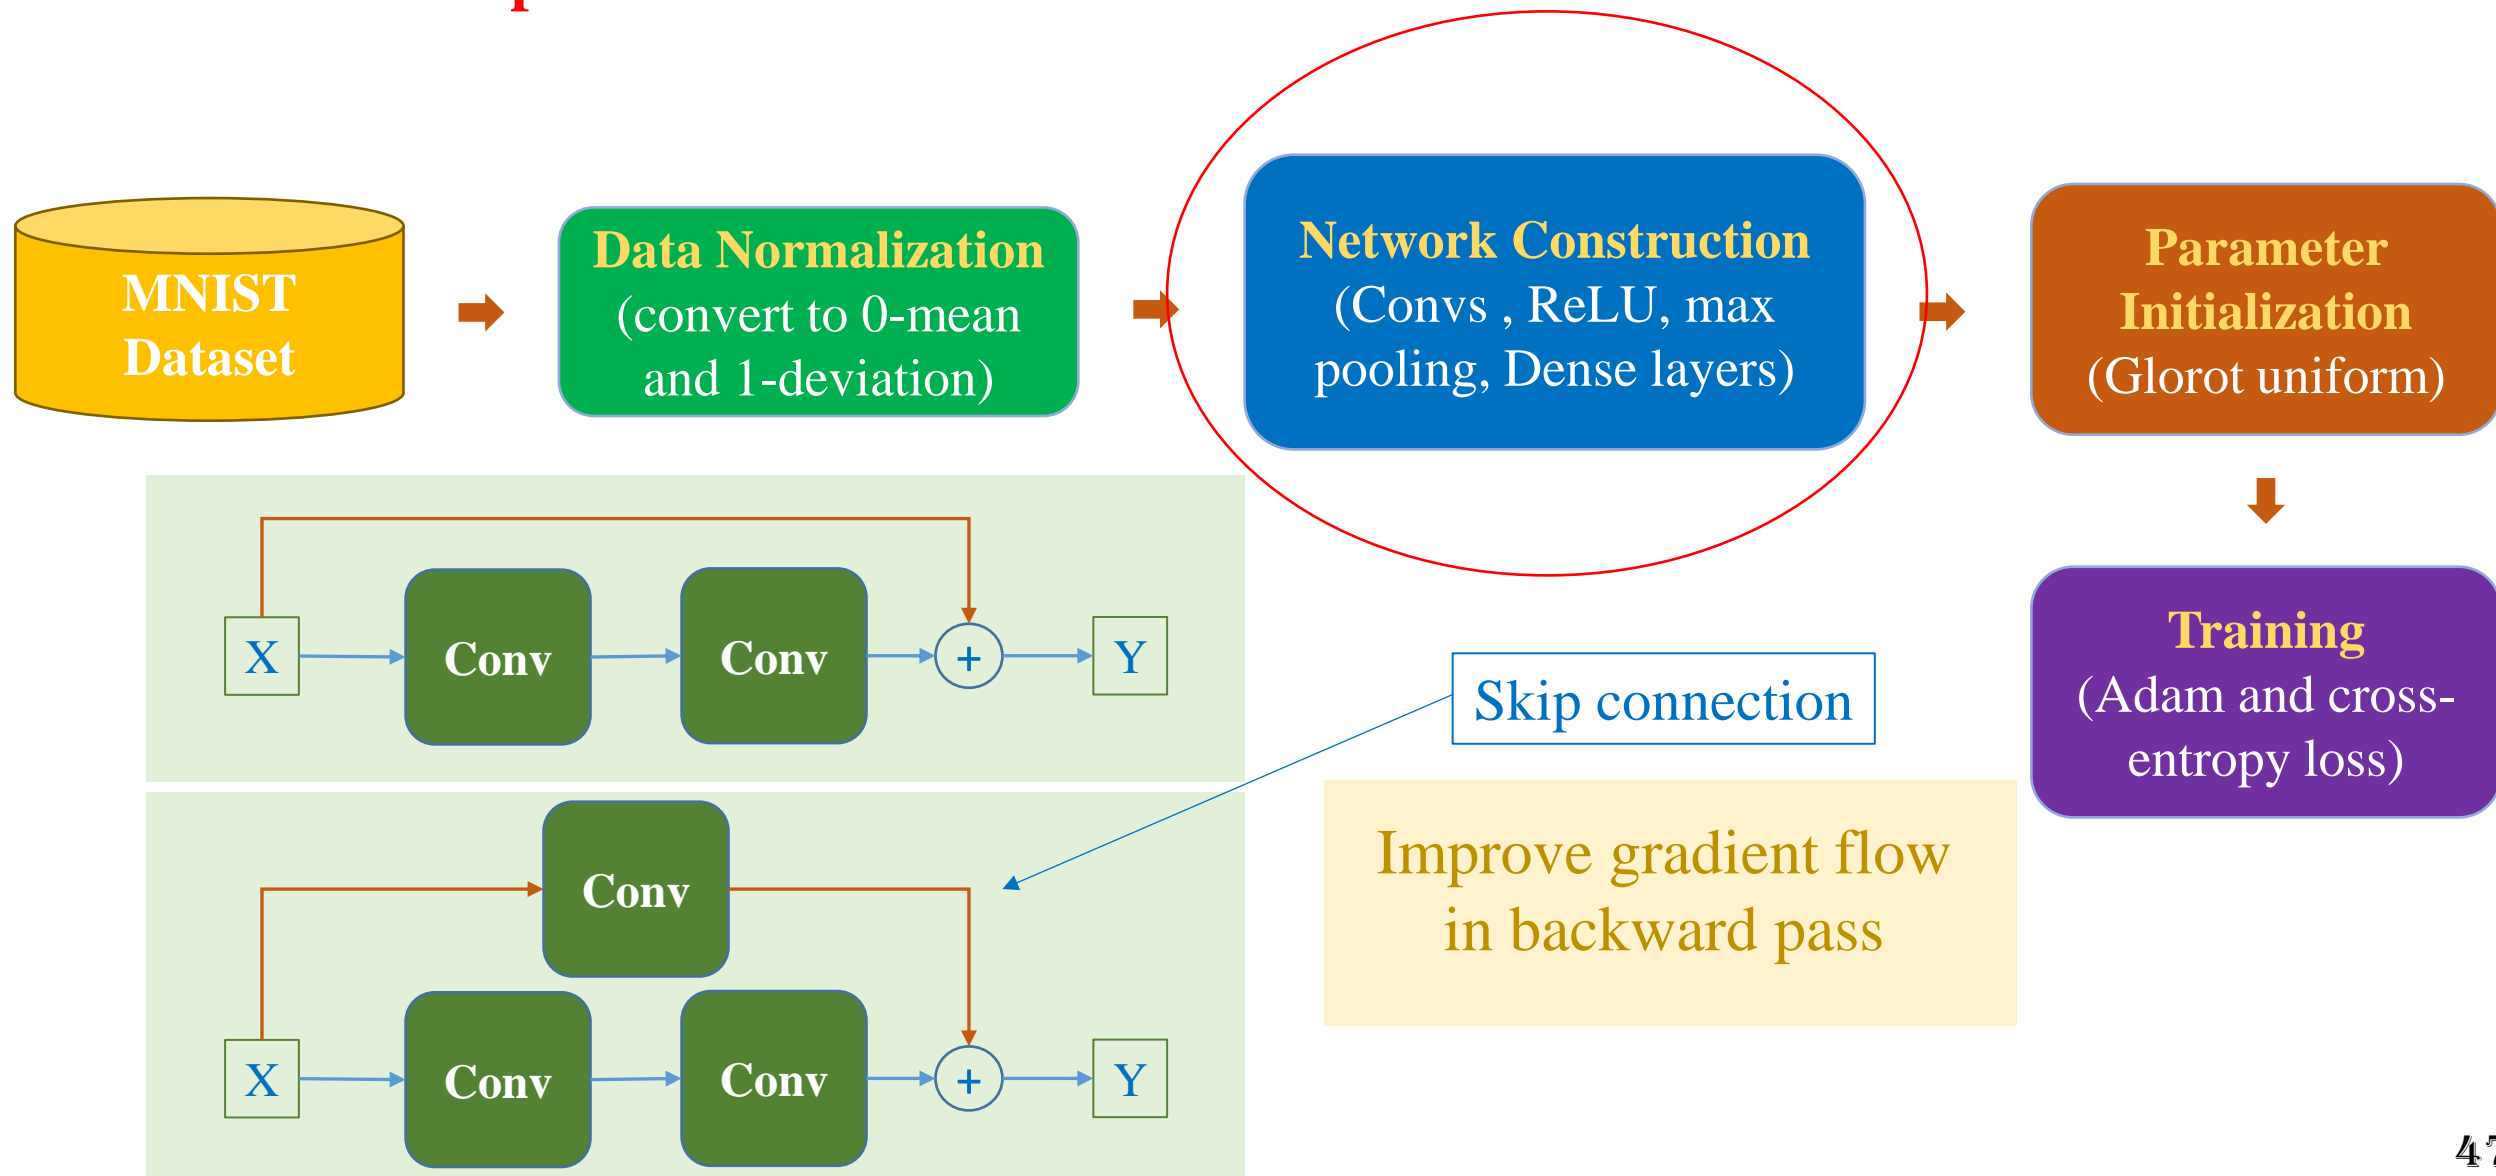 MNIST
Dataset
Data Normalization
(convert to 0-mean
and 1-deviation)
Network Construction
(Convs , ReLU, max
pooling, Dense layers)
Parameter
Initialization
(Glorot uniform)
Training
(Adam and cross-
entropy loss)
X
Conv
Conv
+
Y
Skip connection
Improve gradient flow
in backward pass
Conv
X
Conv
Conv
+
Y